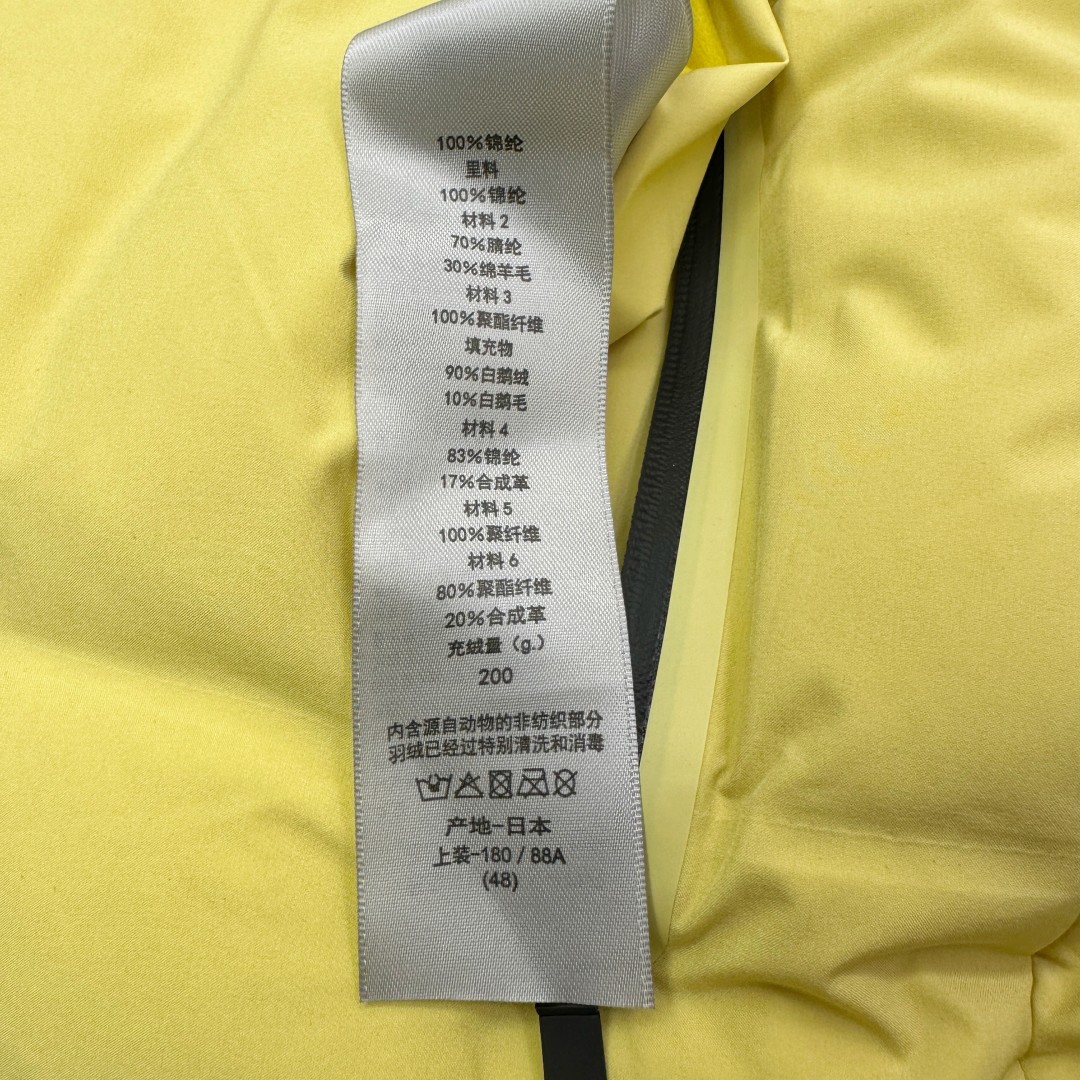 100%锦纶
里料
100%锦纶
材料 2
70%腈纶
30%绵羊毛
材料 3
100%聚酯纤维
填充物
90%白鹅绒
10%白鹅毛
材料 4
83%锦纶
17%合成革
材料 5
100%聚纤维
材料 6
80%聚酯纤维
20%合成革
充绒量（g.）
200
内含源自动物的非纺织部分
羽绒已经过特别清洗和消毒
产地-日本
上装-180 / 88A
(48)